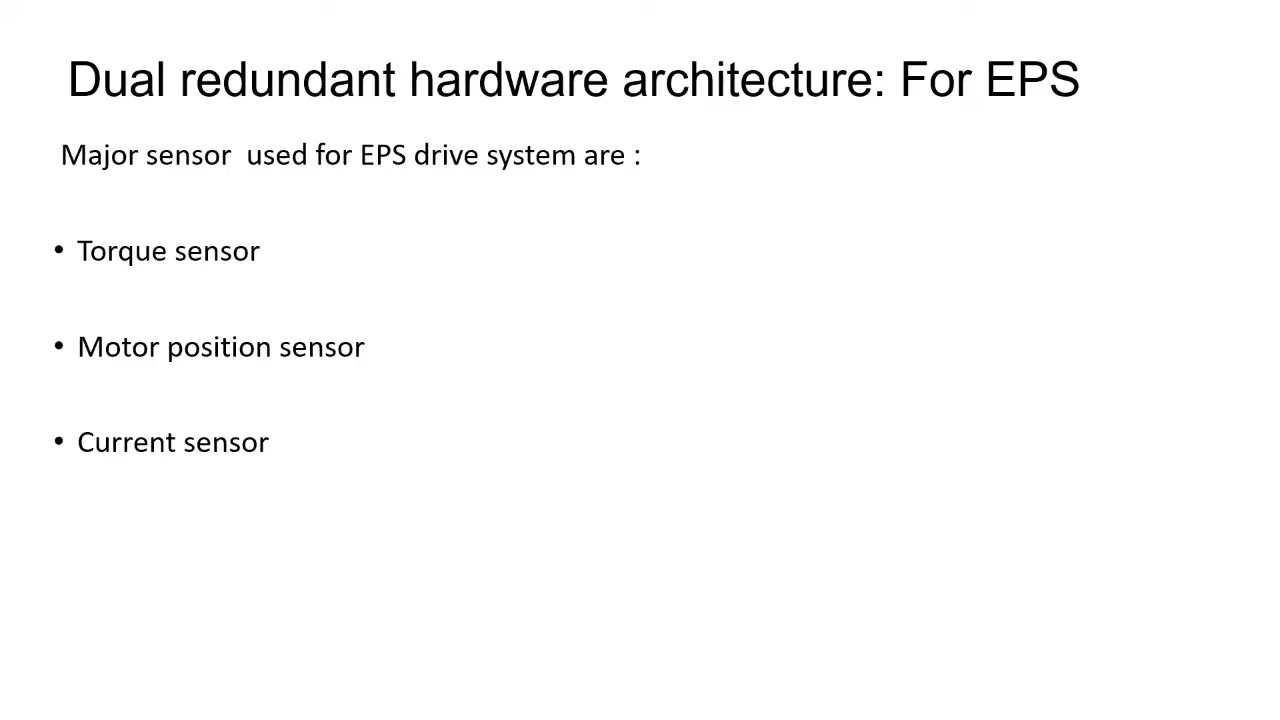 Dual redundant hardware architecture: For EPS
Major sensor  used for EPS drive system are :
• Torque sensor
• Motor position sensor
• Current sensor